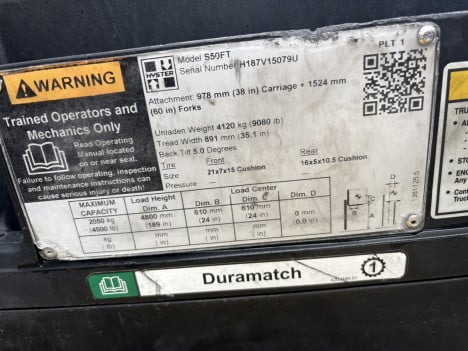 WARNING
Trained Operators and
Mechanics Only
Read Operating
Manual located
on or near seat.
Failure to follow operating, inspection
and maintenance instructions can
cause serious injury or death!
HYSTER
Model S50FT
Serial Number H187V15079U
PLT 1
Attachment: 978 mm (38 in) Carriage + 1524 mm
(60 in) Forks
Unladen Weight 4120 kg (9080 lb)
Tread Width 891 mm (35.1 in)
Back Tilt 5.0 Degrees
Tire Front Rear
Size 21x7x15 Cushion 16x5x10.5 Cushion
Pressure
MAXIMUM CAPACITY Load Height Dim. A Load Center Dim. B Dim. C Dim. D
2050 kg 4800 mm 610 mm 610 mm 0 mm
(4500 lb) (189 in) (24 in) (24 in) (0.0 in)
kg mm mm mm mm
(lb) (in) (in) (in) (in)
Duramatch
1